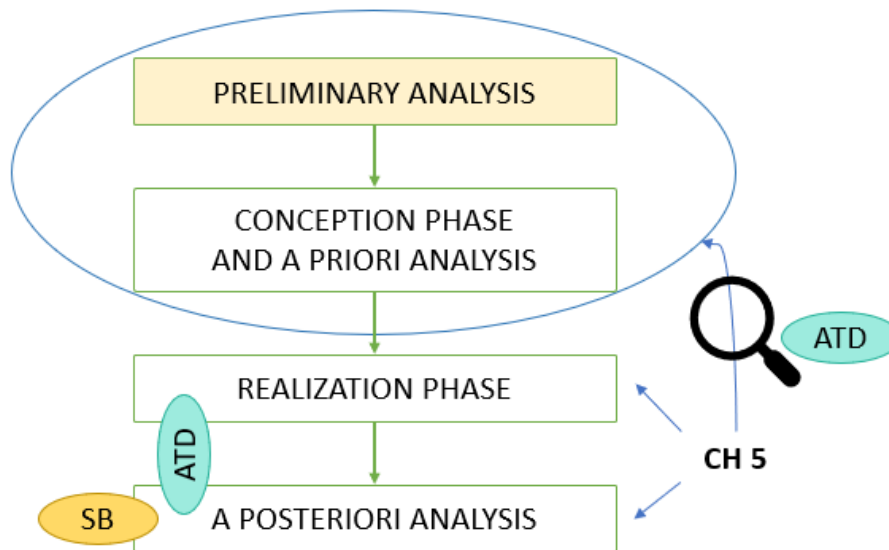 PRELIMINARY ANALYSIS
CONCEPTION PHASE
AND A PRIORI ANALYSIS
ATD
REALIZATION PHASE
ATD
CH 5
SB
A POSTERIORI ANALYSIS